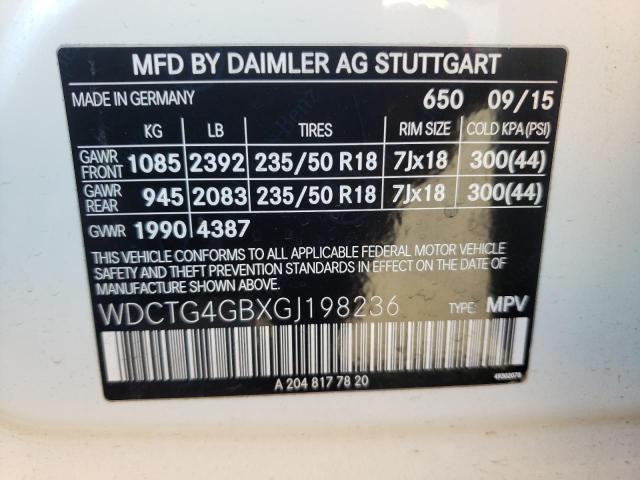 MFD BY DAIMLER AG STUTTGART
MADE IN GERMANY 650 09/15
KG LB TIRES RIM SIZE COLD KPA(PSI)
GAWR FRONT 1085 2392 235/50 R18 7Jx18 300(44)
GAWR REAR 945 2083 235/50 R18 7Jx18 300(44)
GVWR 1990 4387
THIS VEHICLE CONFORMS TO ALL APPLICABLE FEDERAL MOTOR VEHICLE
SAFETY AND THEFT PREVENTION STANDARDS IN EFFECT ON THE DATE OF
MANUFACTURE SHOWN ABOVE.
WDCTG4GBXGJ198236 TYPE: MPV
A 204 817 78 20